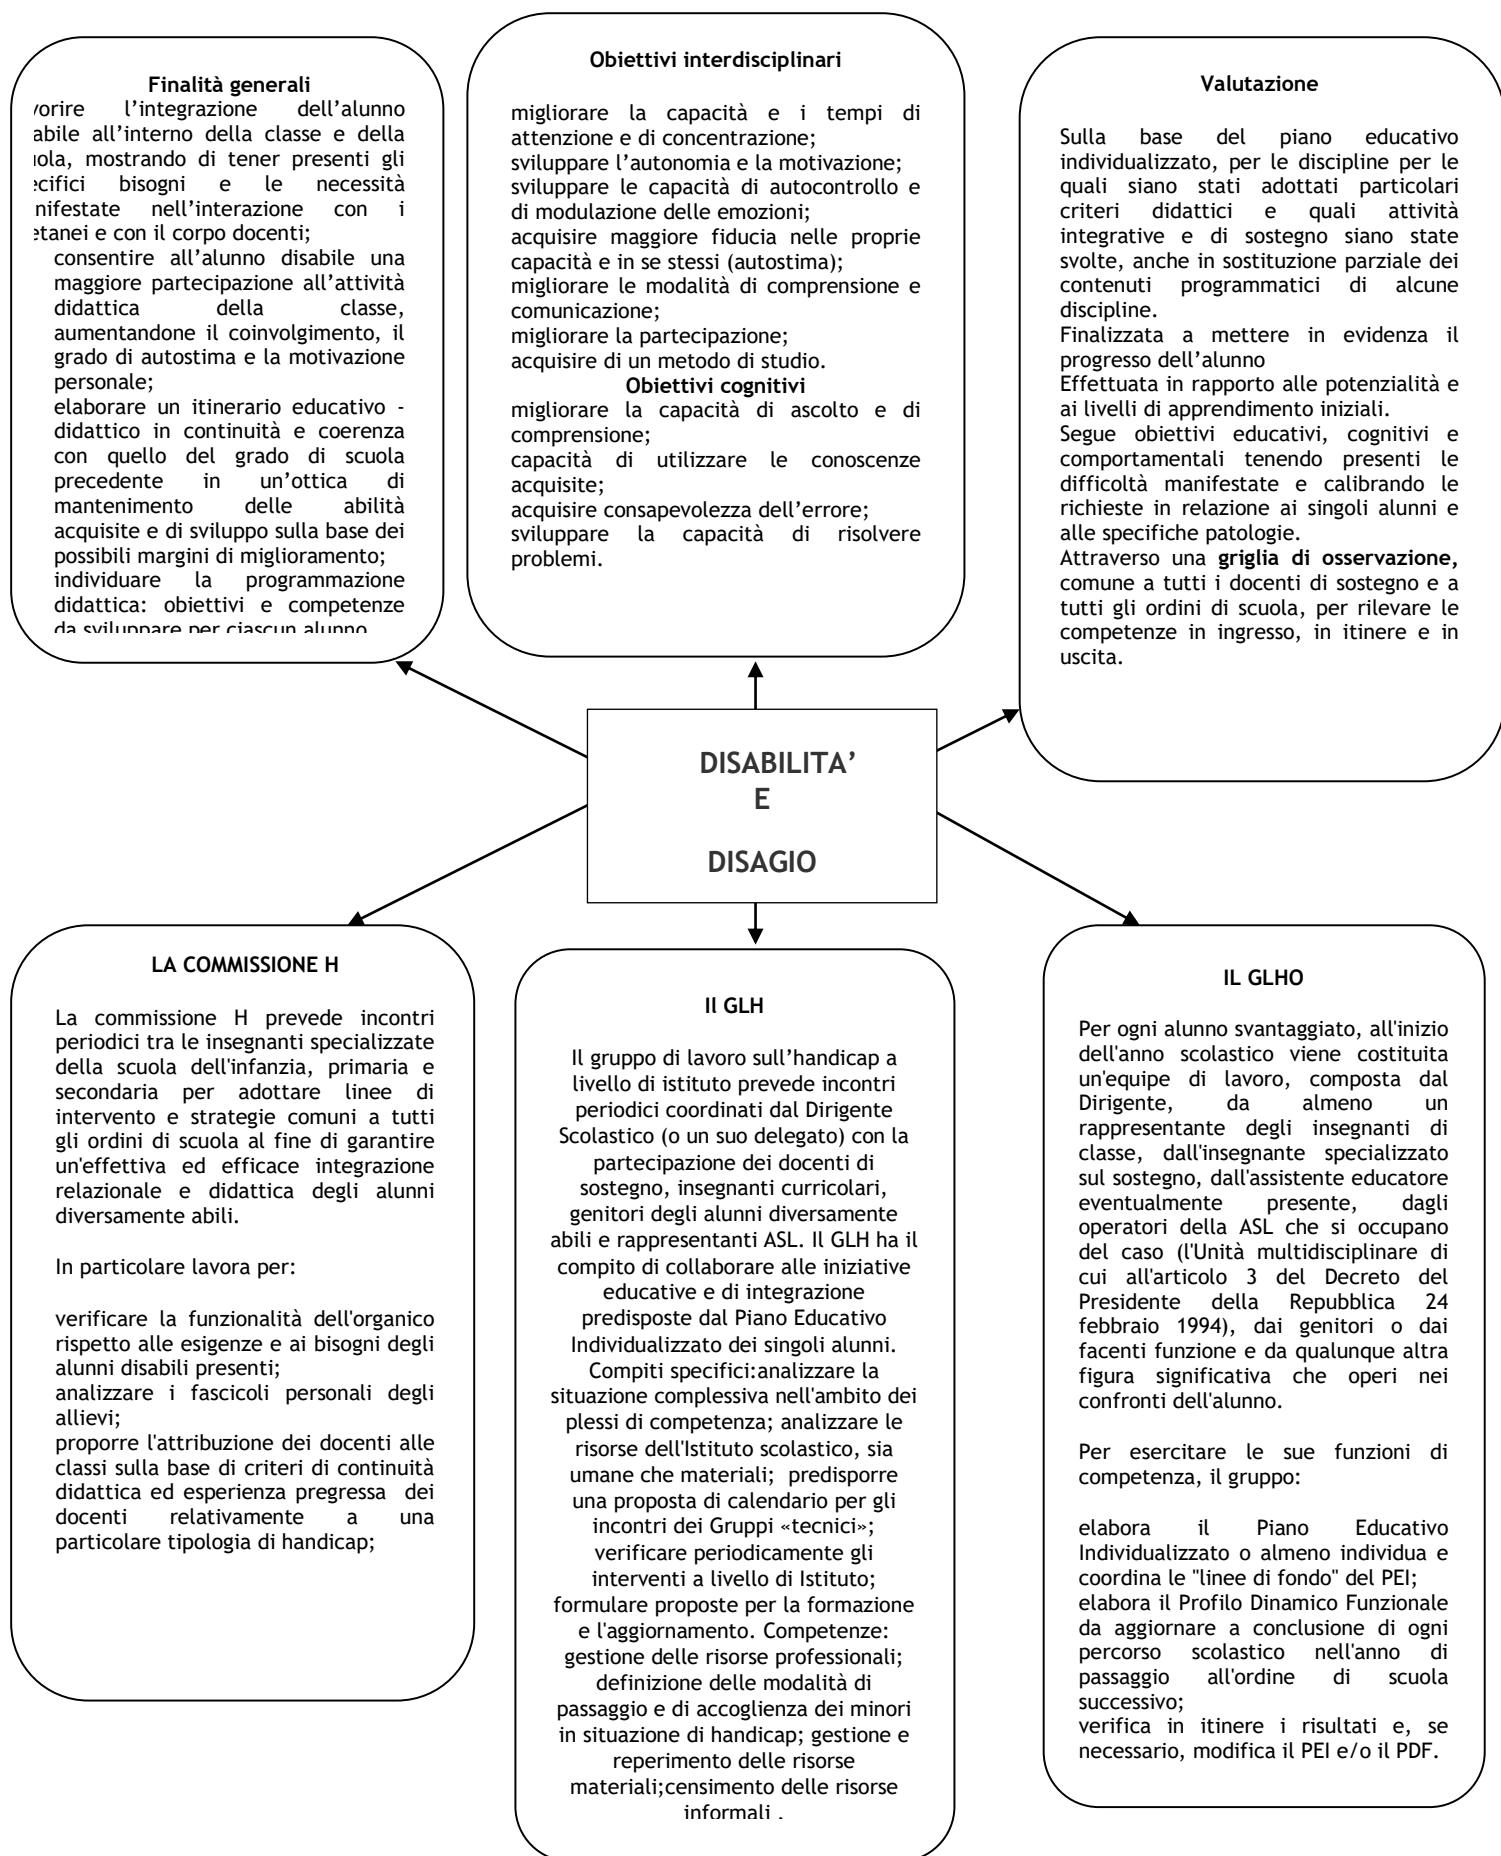 Finalità generali
l'integrazione dell'alunno
all'interno della classe e della
mostrando di tener presenti gli
bisogni e le necessità
nell'interazione con i
e con il corpo docenti;
consentire all'alunno disabile una
maggiore partecipazione all'attività
didattica della classe,
aumentandone il coinvolgimento, il
grado di autostima e la motivazione
personale;
elaborare un itinerario educativo -
didattico in continuità e coerenza
con quello del grado di scuola
precedente in un'ottica di
mantenimento delle abilità
acquisite e di sviluppo sulla base dei
possibili margini di miglioramento;
individuare la programmazione
didattica: obiettivi e competenze
da sviluppare per ciascun alunno
Obiettivi interdisciplinari
migliorare la capacità e i tempi di
attenzione e di concentrazione;
sviluppare l'autonomia e la motivazione;
sviluppare le capacità di autocontrollo e
di modulazione delle emozioni;
acquisire maggiore fiducia nelle proprie
capacità e in se stessi (autostima);
migliorare le modalità di comprensione e
comunicazione;
migliorare la partecipazione;
acquisire di un metodo di studio.
Obiettivi cognitivi
migliorare la capacità di ascolto e di
comprensione;
capacità di utilizzare le conoscenze
acquisite;
acquisire consapevolezza dell'errore;
sviluppare la capacità di risolvere
problemi.
Valutazione
Sulla base del piano educativo
individualizzato, per le discipline per le
quali siano stati adottati particolari
criteri didattici e quali attività
integrative e di sostegno siano state
svolte, anche in sostituzione parziale dei
contenuti programmatici di alcune
discipline.
Finalizzata a mettere in evidenza il
progresso dell'alunno
Effettuata in rapporto alle potenzialità e
ai livelli di apprendimento iniziali.
Segue obiettivi educativi, cognitivi e
comportamentali tenendo presenti le
difficoltà manifestate e calibrando le
richieste in relazione ai singoli alunni e
alle specifiche patologie.
Attraverso una griglia di osservazione,
comune a tutti i docenti di sostegno e a
tutti gli ordini di scuola, per rilevare le
competenze in ingresso, in itinere e in
uscita.
DISABILITA'
E
DISAGIO
LA COMMISSIONE H
La commissione H prevede incontri
periodici tra le insegnanti specializzate
della scuola dell'infanzia, primaria e
secondaria per adottare linee di
intervento e strategie comuni a tutti
gli ordini di scuola al fine di garantire
un'effettiva ed efficace integrazione
relazionale e didattica degli alunni
diversamente abili.
In particolare lavora per:
verificare la funzionalità dell'organico
rispetto alle esigenze e ai bisogni degli
alunni disabili presenti;
analizzare i fascicoli personali degli
allievi;
proporre l'attribuzione dei docenti alle
classi sulla base di criteri di continuità
didattica ed esperienza pregressa dei
docenti relativamente a una
particolare tipologia di handicap;
Il GLH
Il gruppo di lavoro sull'handicap a
livello di istituto prevede incontri
periodici coordinati dal Dirigente
Scolastico (o un suo delegato) con la
partecipazione dei docenti di
sostegno, insegnanti curricolari,
genitori degli alunni diversamente
abili e rappresentanti ASL. Il GLH ha il
compito di collaborare alle iniziative
educative e di integrazione
predisposte dal Piano Educativo
Individualizzato dei singoli alunni.
Compiti specifici:analizzare la
situazione complessiva nell'ambito dei
plessi di competenza; analizzare le
risorse dell'Istituto scolastico, sia
umane che materiali; predisporre
una proposta di calendario per gli
incontri dei Gruppi «tecnici»;
verificare periodicamente gli
interventi a livello di Istituto;
formulare proposte per la formazione
e l'aggiornamento. Competenze:
gestione delle risorse professionali;
definizione delle modalità di
passaggio e di accoglienza dei minori
in situazione di handicap; gestione e
reperimento delle risorse
materiali;censimento delle risorse
informali .
IL GLHO
Per ogni alunno svantaggiato, all'inizio
dell'anno scolastico viene costituita
un'equipe di lavoro, composta dal
Dirigente, da almeno un
rappresentante degli insegnanti di
classe, dall'insegnante specializzato
sul sostegno, dall'assistente educatore
eventualmente presente, dagli
operatori della ASL che si occupano
del caso (l'Unità multidisciplinare di
cui all'articolo 3 del Decreto del
Presidente della Repubblica 24
febbraio 1994), dai genitori o dai
facenti funzione e da qualunque altra
figura significativa che operi nei
confronti dell'alunno.
Per esercitare le sue funzioni di
competenza, il gruppo:
elabora il Piano Educativo
Individualizzato o almeno individua e
coordina le "linee di fondo" del PEI;
elabora il Profilo Dinamico Funzionale
da aggiornare a conclusione di ogni
percorso scolastico nell'anno di
passaggio all'ordine di scuola
successivo;
verifica in itinere i risultati e, se
necessario, modifica il PEI e/o il PDF.